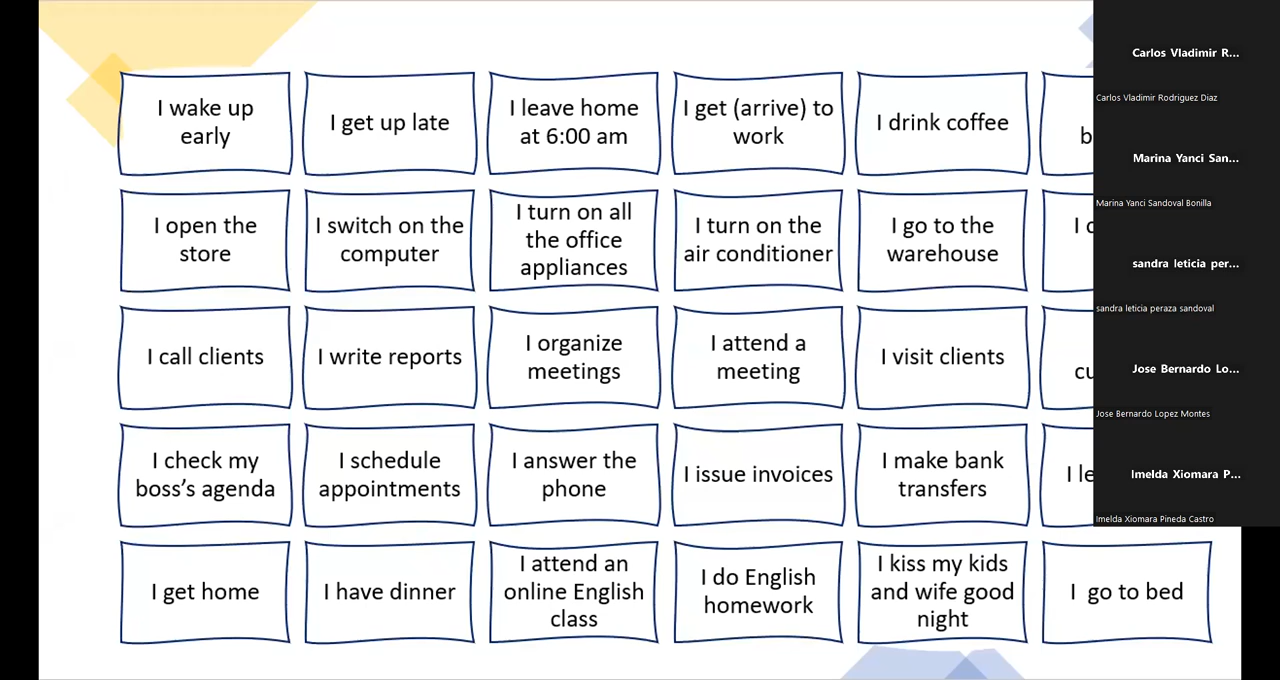 I wake up
early
I get up late
I leave home
at 6:00 am
I get (arrive) to
work
I drink coffee
I open the
store
I switch on the
computer
I turn on all
the office
appliances
I turn on the
air conditioner
I go to the
warehouse
I call clients
I write reports
I organize
meetings
I attend a
meeting
I visit clients
I check my
boss's agenda
I schedule
appointments
I answer the
phone
I issue invoices
I make bank
transfers
I get home
I have dinner
I attend an
online English
class
I do English
homework
I kiss my kids
and wife good
night
I go to bed
Carlos Vladimir R...
Carlos Vladimir Rodriguez Diaz
Marina Yanci San...
Marina Yanci Sandoval Bonilla
sandra leticia per...
sandra leticia peraza sandoval
Jose Bernardo Lo...
Jose Bernardo Lopez Montes
Imelda Xiomara P...
Imelda Xiomara Pineda Castro